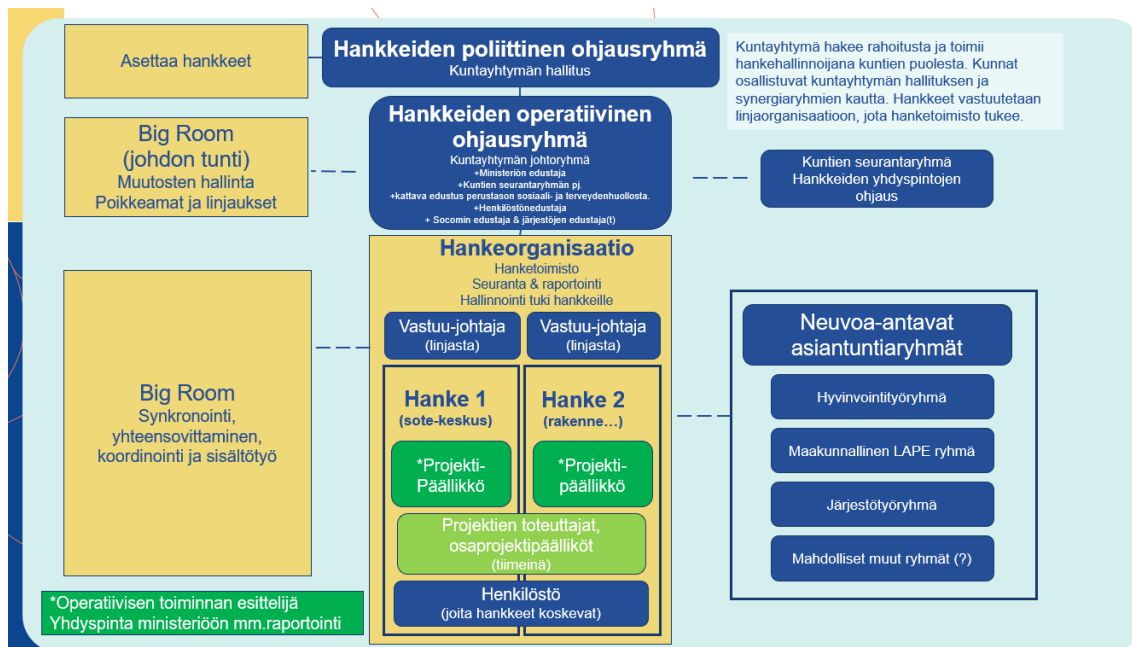 Asettaa hankkeet
Hankkeiden poliittinen ohjausryhmä
Kuntayhtymän hallitus
Kuntayhtymä hakee rahoitusta ja toimii
hankehallinnoijana kuntien puolesta. Kunnat
osallistuvat kuntayhtymän hallituksen ja
synergiaryhmien kautta. Hankkeet vastuutetaan
linjaorganisaatioon, jota hanketoimisto tukee.
Big Room
(johdon tunti)
Muutosten hallinta
Poikkeamat ja linjaukset
Hankkeiden operatiivinen
ohjausryhmä
Kuntayhtymän johtoryhmä
+Ministeriön edustaja
+Kuntien seurantaryhmän pj.
+kattava edustus perustason sosiaali- ja terveydenhuollosta.
+Henkilöstönedustaja
+ Socomin edustaja & järjestöjen edustaja(t)
Kuntien seurantaryhmä
Hankkeiden yhdyspintojen
ohjaus
Hankeorganisaatio
Hanketoimisto
Seuranta & raportointi
Hallinnointi tuki hankkeille
Vastuu-johtaja
(linjasta)
Vastuu-johtaja
(linjasta)
Big Room
Synkronointi,
yhteensovittaminen,
koordinointi ja sisältötyö
Hanke 1
(sote-keskus)
Hanke 2
(rakenne…)
*Projekti-
Päällikkö
*Projekti-
päällikkö
Projektien toteuttajat,
osaprojektipäälliköt
(tiimeinä)
Henkilöstö
(joita hankkeet koskevat)
Neuvoa-antavat
asiantuntiaryhmät
Hyvinvointityöryhmä
Maakunnallinen LAPE ryhmä
Järjestötyöryhmä
Mahdolliset muut ryhmät (?)
*Operatiivisen toiminnan esittelijä
Yhdyspinta ministeriöön mm.raportointi